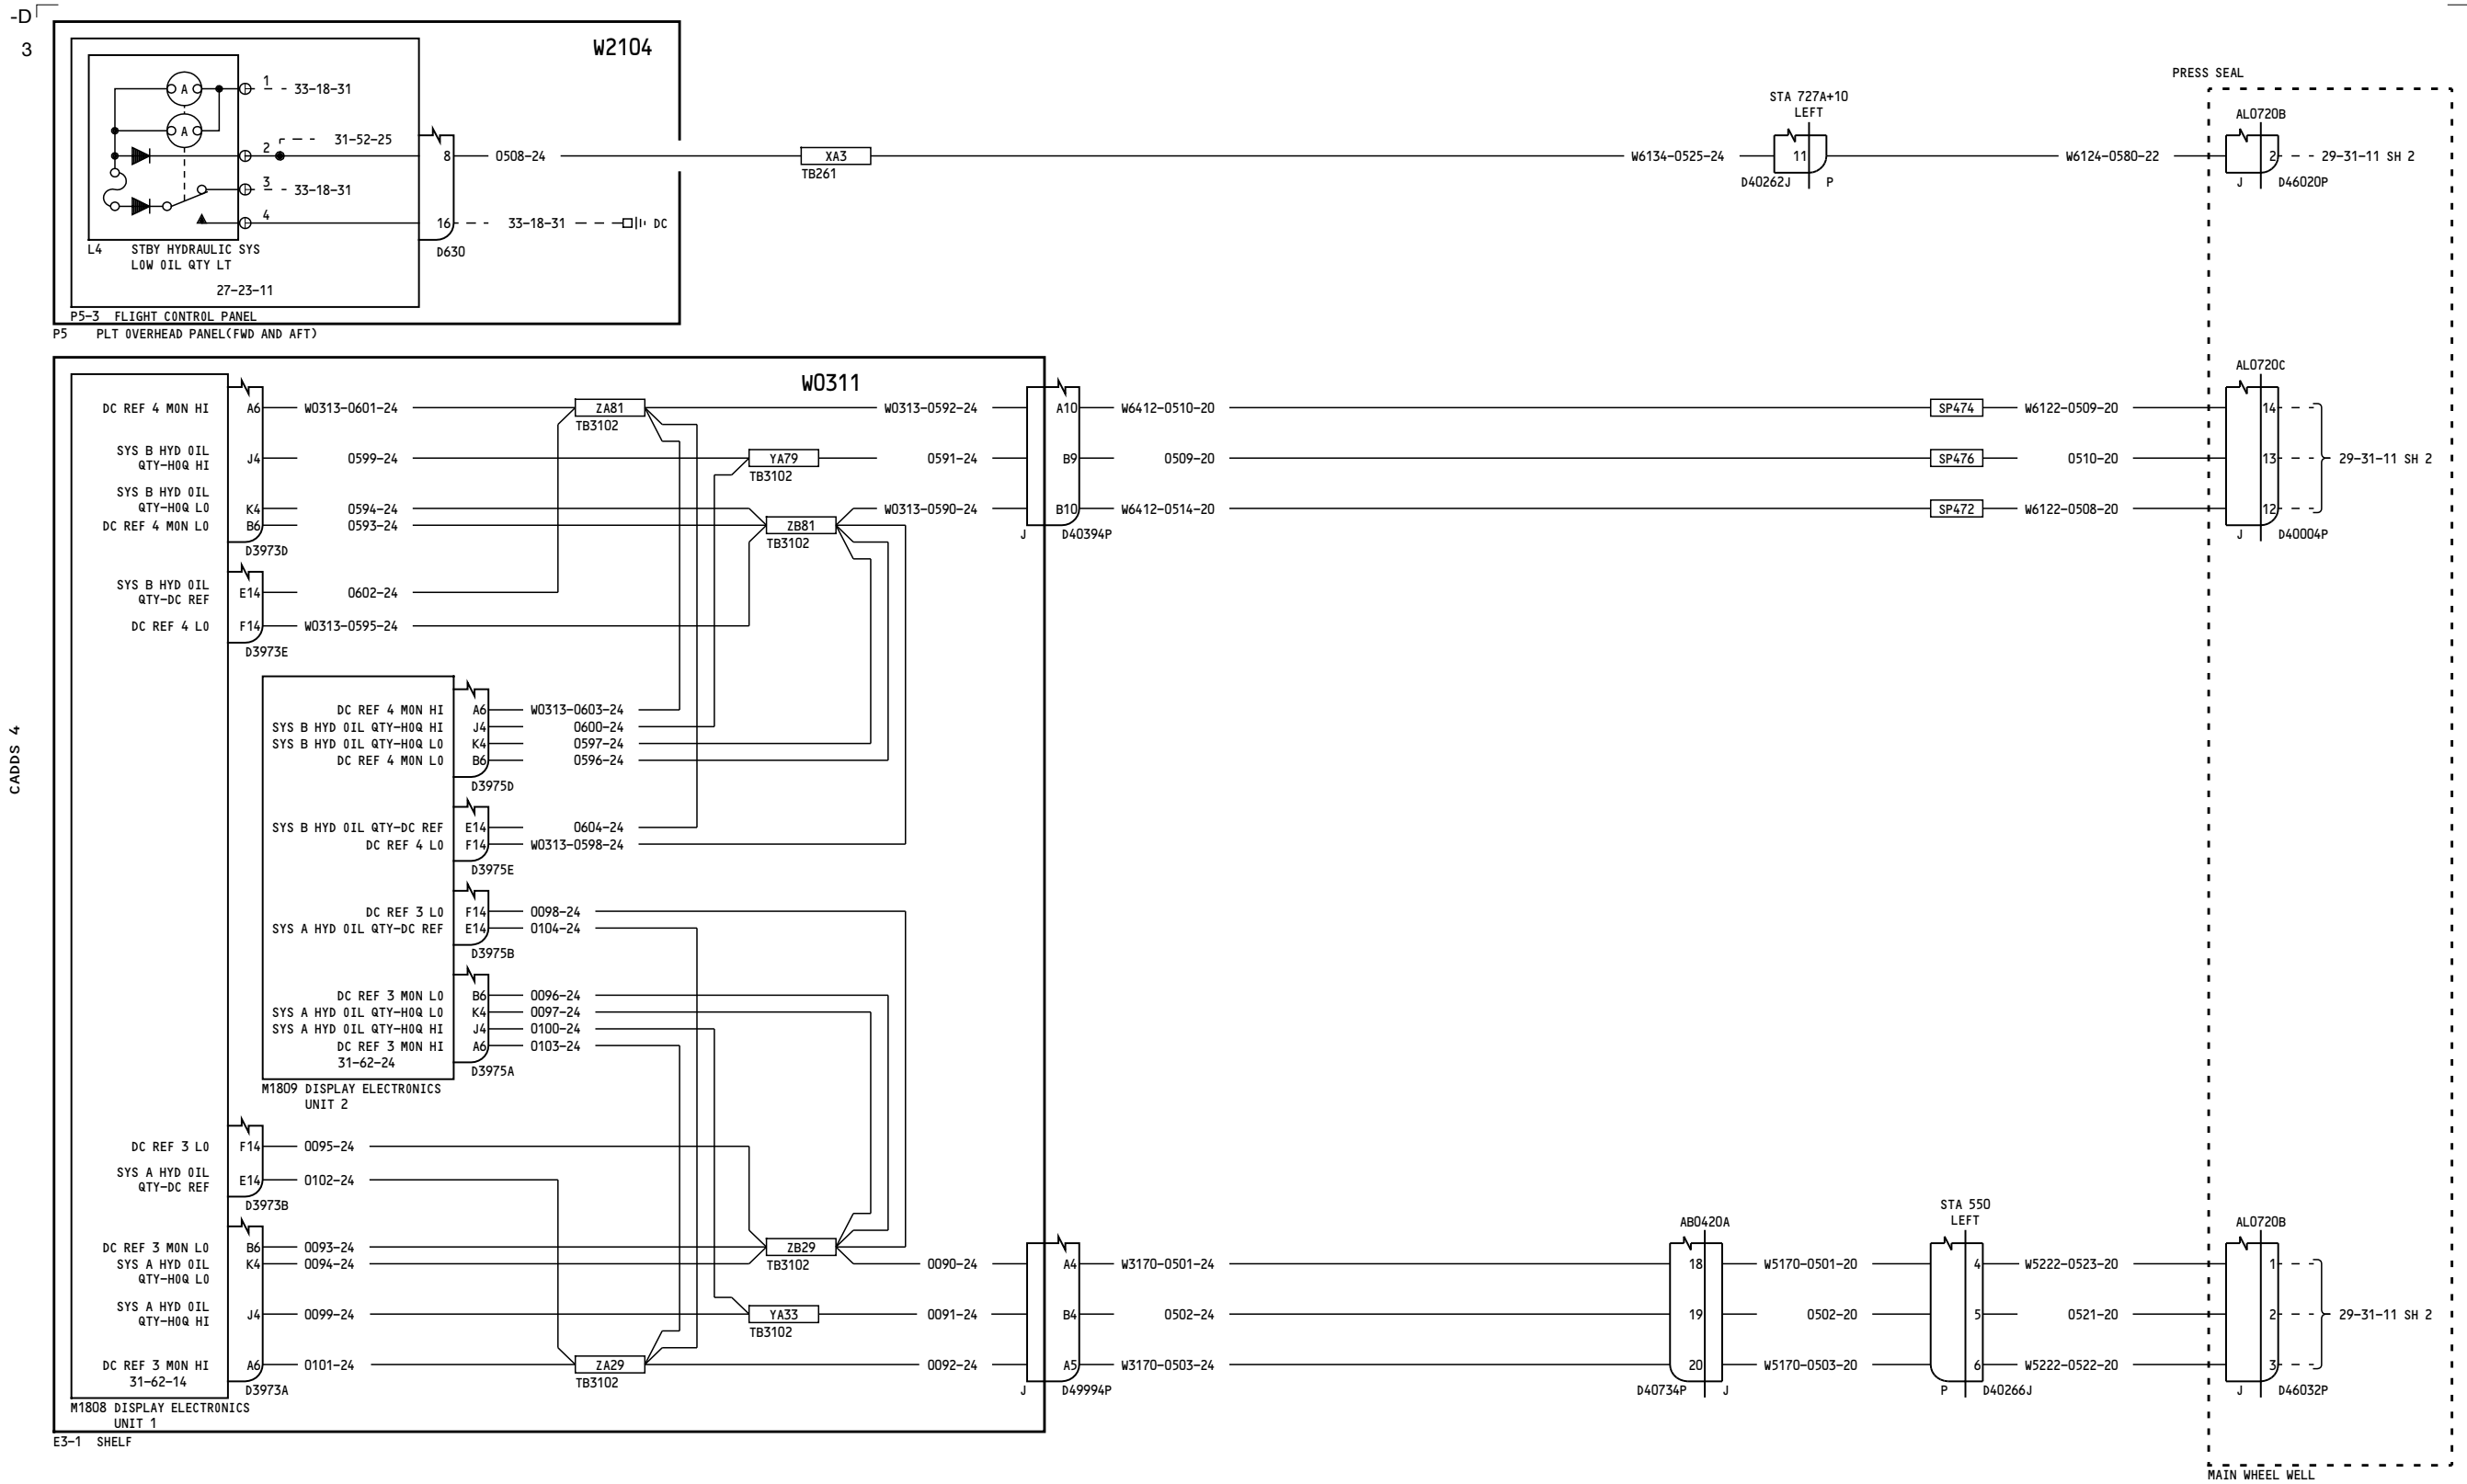 -D
3
W2104
1
33-18-31
A
A
31-52-25
2
8
0508-24
XA3
TB261
3
33-18-31
4
16
33-18-31
DC
L4 STBY HYDRAULIC SYS
LOW OIL QTY LT
D630
27-23-11
P5-3 FLIGHT CONTROL PANEL
P5 PLT OVERHEAD PANEL(FWD AND AFT)
STA 727A+10
LEFT
W6134-0525-24
11
D40262J P
W6124-0580-22
PRESS SEAL
AL0720B
2
29-31-11 SH 2
J D46020P
W0311
DC REF 4 MON HI A6 W0313-0601-24
ZA81
TB3102
W0313-0592-24
A10 W6412-0510-20
SP474
W6122-0509-20
AL0720C
14
SYS B HYD OIL
QTY-H0Q HI
J4 0599-24
YA79
TB3102
0591-24
B9 0509-20
SP476
0510-20
13
29-31-11 SH 2
SYS B HYD OIL
QTY-H0Q LO
K4 0594-24
W0313-0590-24
B10 W6412-0514-20
SP472
W6122-0508-20
12
DC REF 4 MON LO B6 0593-24
ZB81
TB3102
J D40394P
J D40004P
D3973D
SYS B HYD OIL
QTY-DC REF
E14 0602-24
DC REF 4 LO F14 W0313-0595-24
D3973E
DC REF 4 MON HI A6 W0313-0603-24
SYS B HYD OIL QTY-H0Q HI J4 0600-24
SYS B HYD OIL QTY-H0Q LO K4 0597-24
DC REF 4 MON LO B6 0596-24
D3975D
CADDS 4
SYS B HYD OIL QTY-DC REF E14 0604-24
DC REF 4 LO F14 W0313-0598-24
D3975E
DC REF 3 LO F14 0098-24
SYS A HYD OIL QTY-DC REF E14 0104-24
D3975B
DC REF 3 MON LO B6 0096-24
SYS A HYD OIL QTY-H0Q LO K4 0097-24
SYS A HYD OIL QTY-H0Q HI J4 0100-24
DC REF 3 MON HI A6 0103-24
31-62-24
D3975A
M1809 DISPLAY ELECTRONICS
UNIT 2
DC REF 3 LO F14 0095-24
SYS A HYD OIL
QTY-DC REF
E14 0102-24
D3973B
DC REF 3 MON LO B6 0093-24
ZB29
TB3102
SYS A HYD OIL
QTY-H0Q LO
K4 0094-24
0090-24
A4 W3170-0501-24
AB0420A
18
W5170-0501-20
STA 550
LEFT
4
W5222-0523-20
AL0720B
1
SYS A HYD OIL
QTY-H0Q HI
J4 0099-24
YA33
TB3102
0091-24
B4 0502-24
19
0502-20
5
0521-20
2
29-31-11 SH 2
DC REF 3 MON HI A6 0101-24
ZA29
TB3102
0092-24
A5 W3170-0503-24
20
W5170-0503-20
6
W5222-0522-20
3
31-62-14
D3973A
J D49994P
D40734P J
P D40266J
J D46032P
M1808 DISPLAY ELECTRONICS
UNIT 1
E3-1 SHELF
MAIN WHEEL WELL